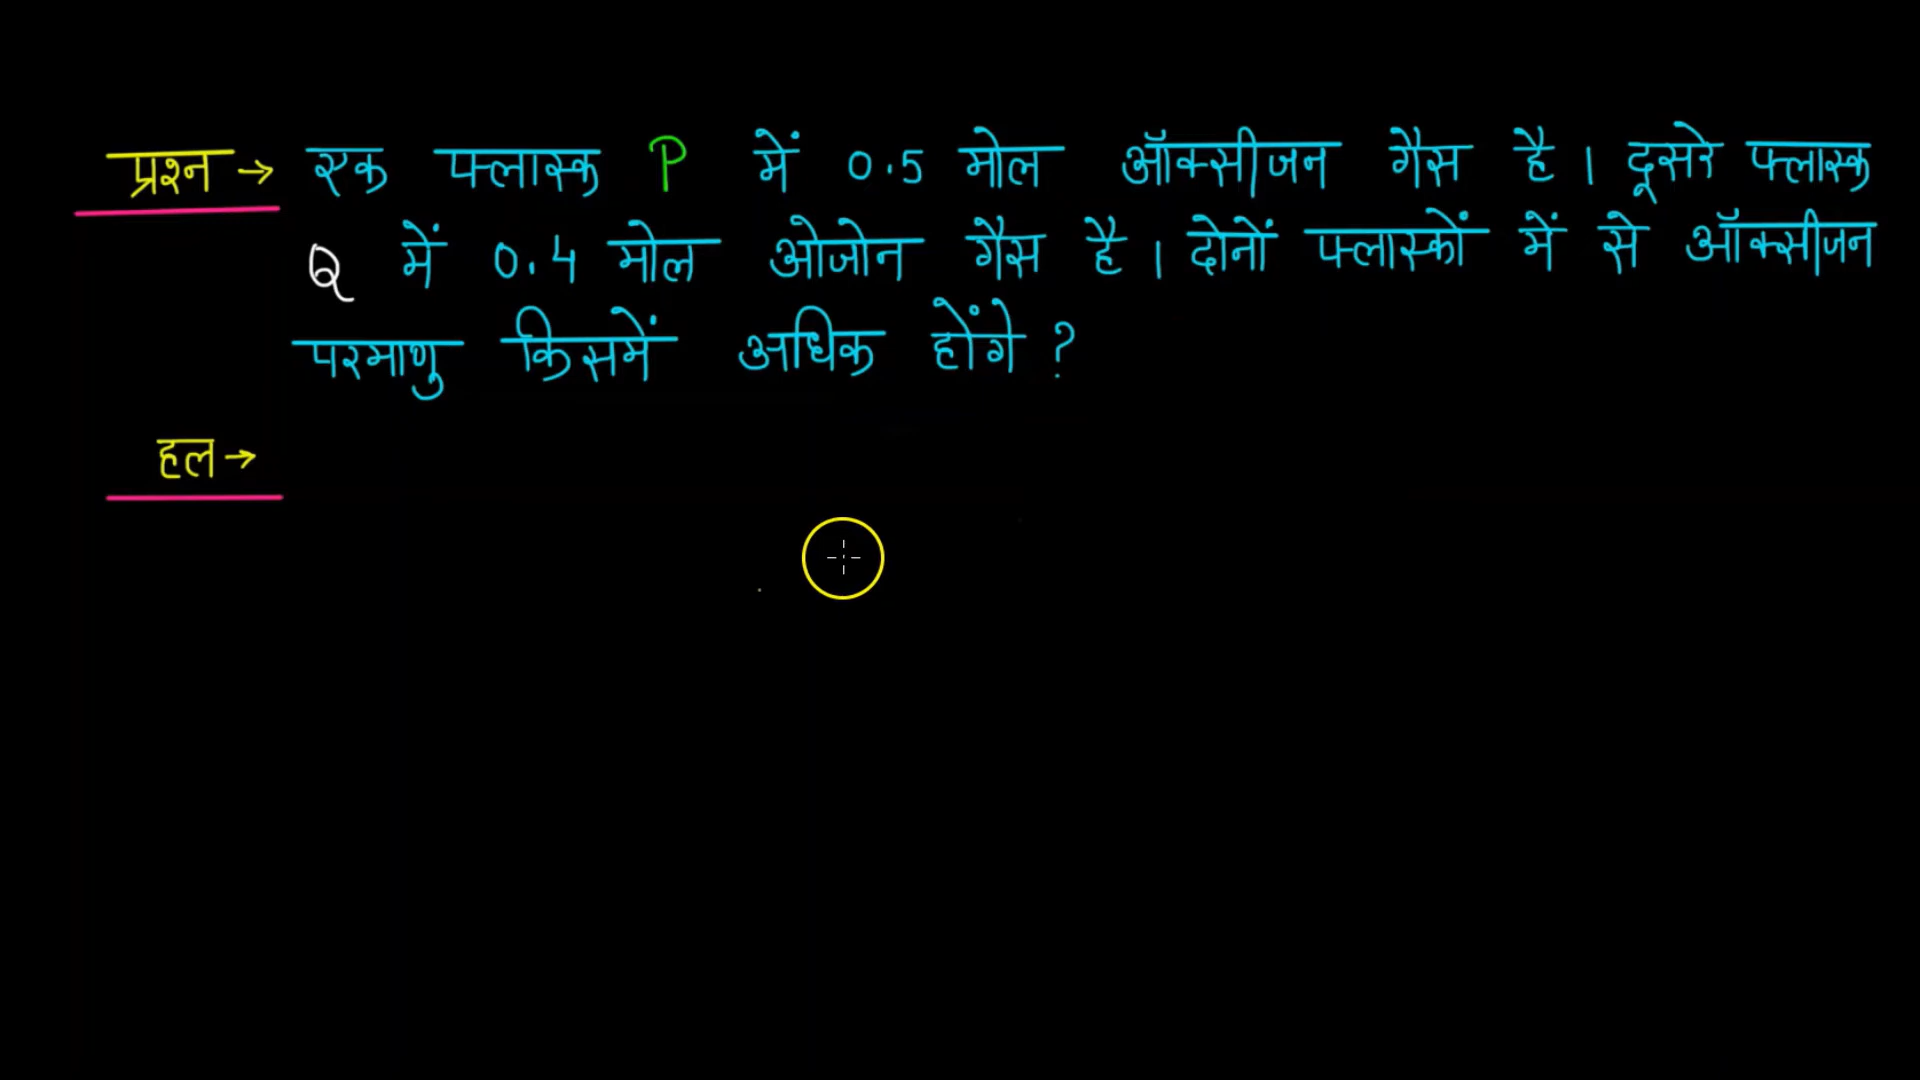 प्रश्न → एक फ्लास्क P में 0.5 मोल ऑक्सीजन गैस है। दूसरे फ्लास्क
Q में 0.4 मोल ओजोन गैस है। दोनों फ्लास्कों में से ऑक्सीजन
परमाणु किसमें अधिक होंगे ?
हल →